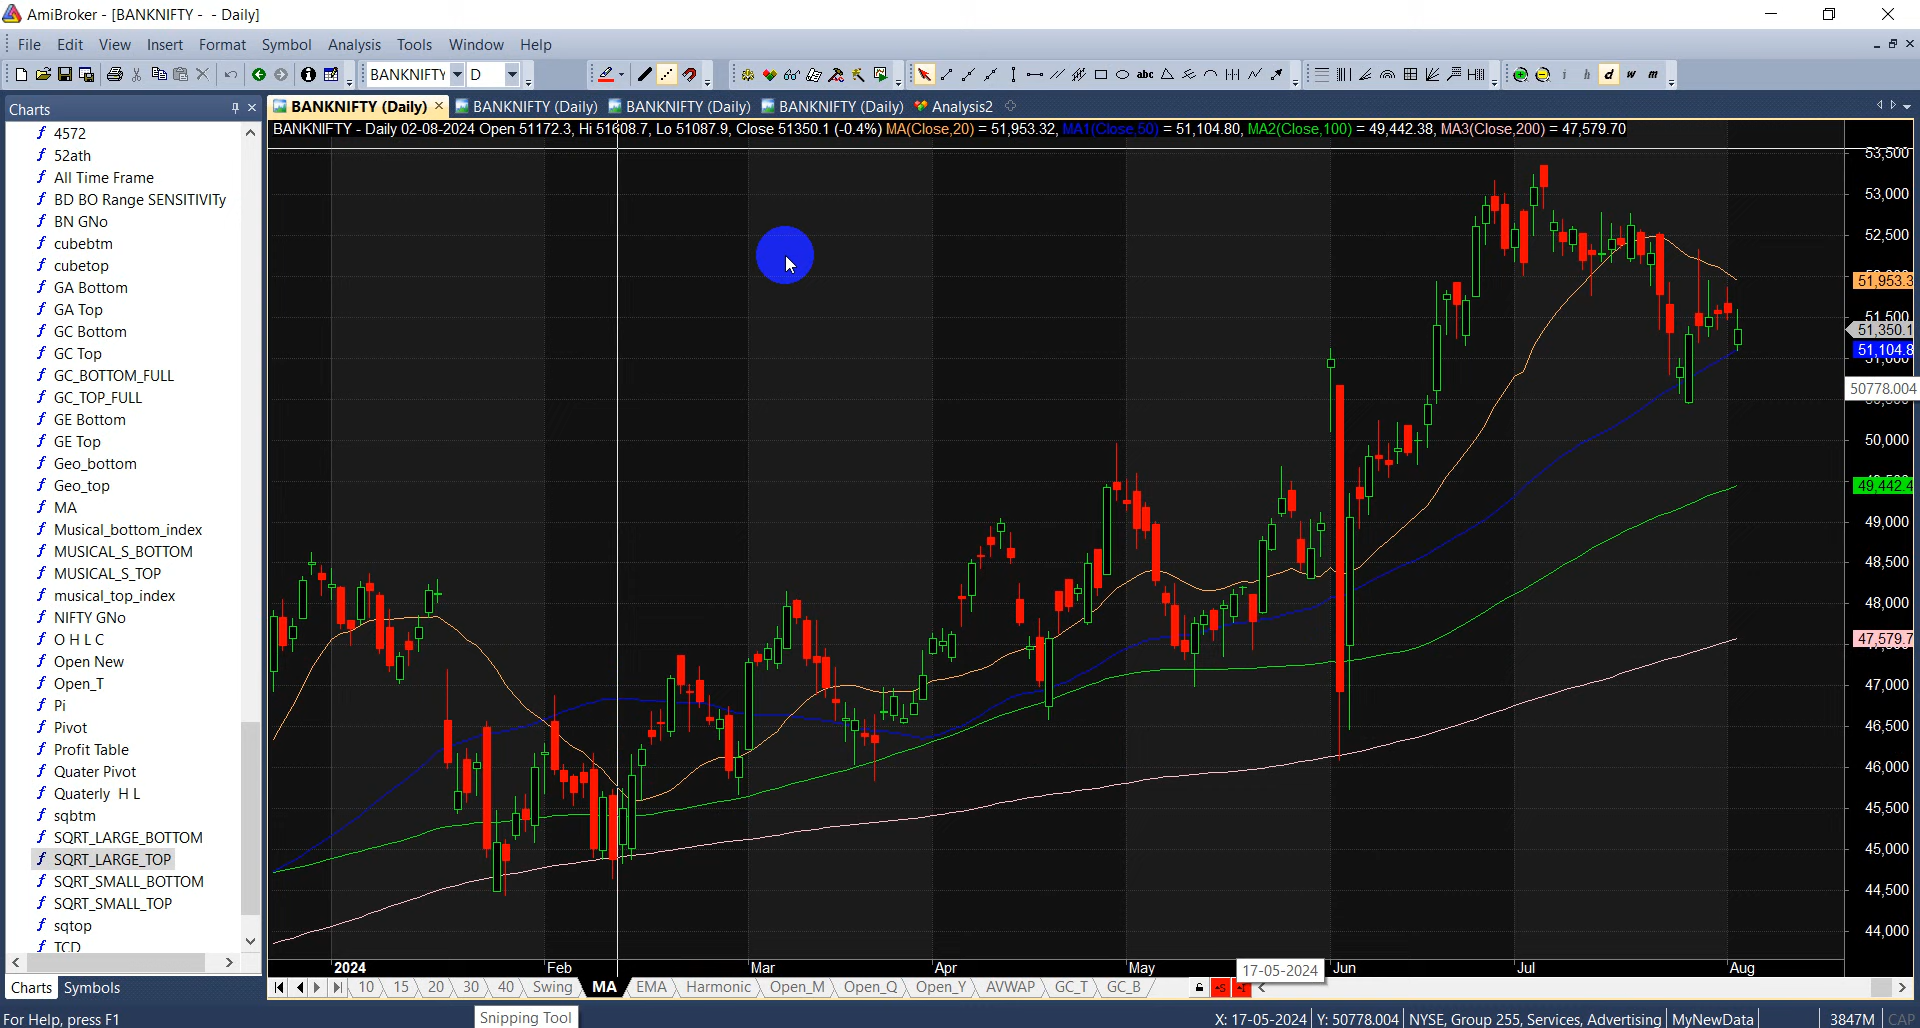 AmiBroker - [BANKNIFTY - - Daily]
File Edit View Insert Format Symbol Analysis Tools Window Help
BANKNIFTY D abc i h d w m
Charts
BANKNIFTY (Daily) BANKNIFTY (Daily) BANKNIFTY (Daily) BANKNIFTY (Daily) Analysis2
BANKNIFTY - Daily 02-08-2024 Open 51172.3, Hi 51608.7, Lo 51087.9, Close 51350.1 (-0.4%) MA(Close,20) = 51,953.32, MA1(Close,50) = 51,104.80, MA2(Close,100) = 49,442.38, MA3(Close,200) = 47,579.70
4572
52ath
All Time Frame
BD BO Range SENSITIVITy
BN GNo
cubebtm
cubetop
GA Bottom
GA Top
GC Bottom
GC Top
GC_BOTTOM_FULL
GC_TOP_FULL
GE Bottom
GE Top
Geo_bottom
Geo_top
MA
Musical_bottom_index
MUSICAL_S_BOTTOM
MUSICAL_S_TOP
musical_top_index
NIFTY GNo
O H L C
Open New
Open_T
Pi
Pivot
Profit Table
Quater Pivot
Quaterly H L
sqbtm
SQRT_LARGE_BOTTOM
SQRT_LARGE_TOP
SQRT_SMALL_BOTTOM
SQRT_SMALL_TOP
sqtop
TCD
53,500
53,000
52,500
51,953.3
51,500
51,350.1
51,104.8
51,000
50778.004
50,000
49,442.4
49,000
48,500
48,000
47,579.7
47,000
46,500
46,000
45,500
45,000
44,500
44,000
2024 Feb Mar Apr May 17-05-2024 Jun Jul Aug
10 15 20 30 40 Swing MA EMA Harmonic Open_M Open_Q Open_Y AVWAP GC_T GC_B
Charts Symbols
For Help, press F1
Snipping Tool
X: 17-05-2024 Y: 50778.004 NYSE, Group 255, Services, Advertising MyNewData 3847M CAP